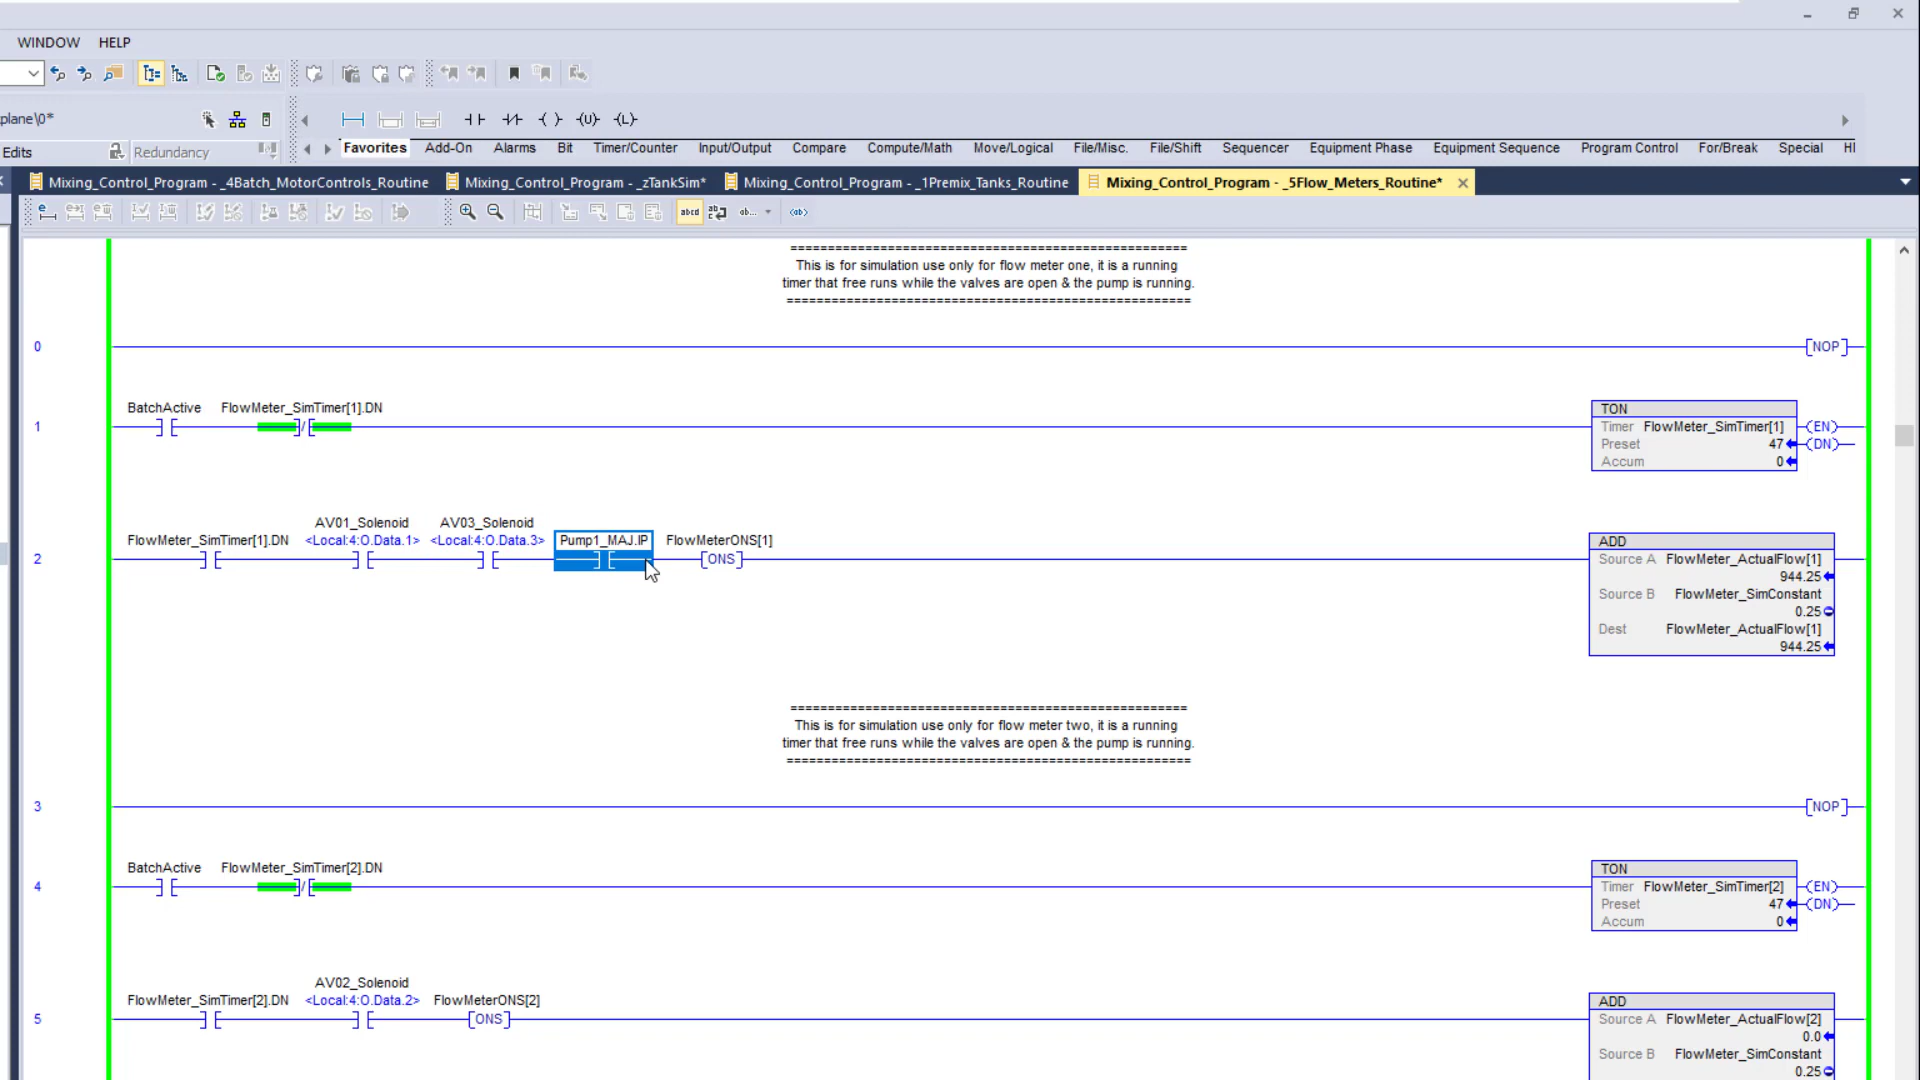 WINDOW HELP
plane\0*
Edits Redundancy
Favorites Add-On Alarms Bit Timer/Counter Input/Output Compare Compute/Math Move/Logical File/Misc. File/Shift Sequencer Equipment Phase Equipment Sequence Program Control For/Break Special HI
Mixing_Control_Program - _4Batch_MotorControls_Routine Mixing_Control_Program - _zTankSim* Mixing_Control_Program - _1Premix_Tanks_Routine Mixing_Control_Program - _5Flow_Meters_Routine*
abcd ab...
<ab>
==================================================
This is for simulation use only for flow meter one, it is a running
timer that free runs while the valves are open & the pump is running.
===================================================
0 NOP
BatchActive FlowMeter_SimTimer[1].DN
1
TON
Timer FlowMeter_SimTimer[1] EN
Preset 47 DN
Accum 0
AV01_Solenoid AV03_Solenoid
FlowMeter_SimTimer[1].DN <Local:4:O.Data.1> <Local:4:O.Data.3> Pump1_MAJ.IP FlowMeterONS[1]
2 ONS
ADD
Source A FlowMeter_ActualFlow[1]
944.25
Source B FlowMeter_SimConstant
0.25
Dest FlowMeter_ActualFlow[1]
944.25
==================================================
This is for simulation use only for flow meter two, it is a running
timer that free runs while the valves are open & the pump is running.
===================================================
3 NOP
BatchActive FlowMeter_SimTimer[2].DN
4
TON
Timer FlowMeter_SimTimer[2] EN
Preset 47 DN
Accum 0
AV02_Solenoid
FlowMeter_SimTimer[2].DN <Local:4:O.Data.2> FlowMeterONS[2]
5 ONS
ADD
Source A FlowMeter_ActualFlow[2]
0.0
Source B FlowMeter_SimConstant
0.25